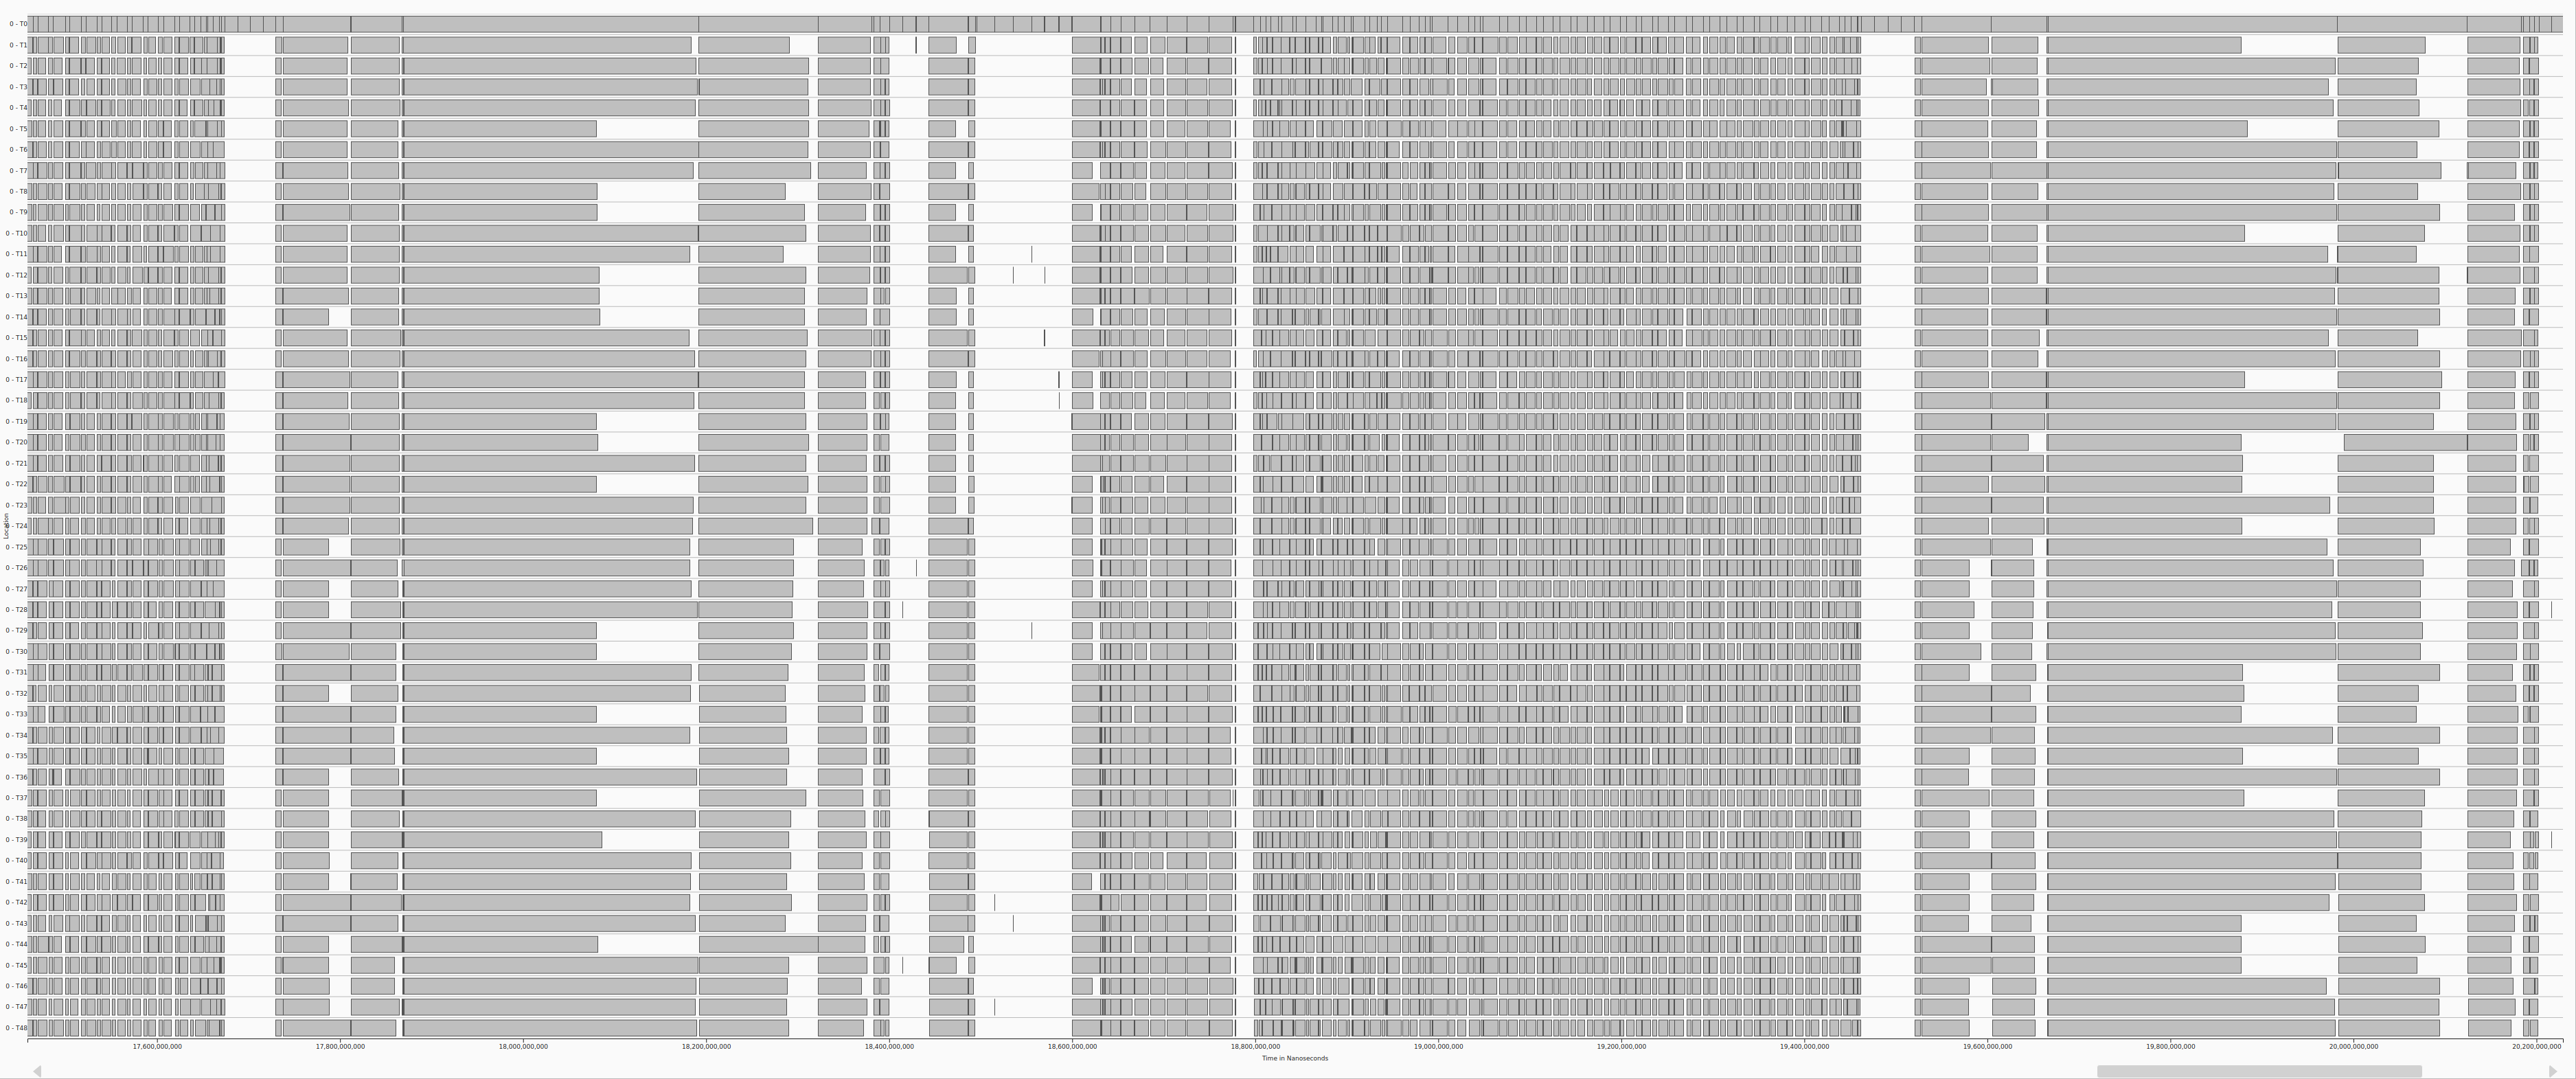 0 - T0
0 - T1
0 - T2
0 - T3
0 - T4
0 - T5
0 - T6
0 - T7
0 - T8
0 - T9
0 - T10
0 - T11
0 - T12
0 - T13
0 - T14
0 - T15
0 - T16
0 - T17
0 - T18
0 - T19
0 - T20
0 - T21
0 - T22
0 - T23
0 - T24
Location
0 - T25
0 - T26
0 - T27
0 - T28
0 - T29
0 - T30
0 - T31
0 - T32
0 - T33
0 - T34
0 - T35
0 - T36
0 - T37
0 - T38
0 - T39
0 - T40
0 - T41
0 - T42
0 - T43
0 - T44
0 - T45
0 - T46
0 - T47
0 - T48
17,600,000,000 17,800,000,000 18,000,000,000 18,200,000,000 18,400,000,000 18,600,000,000 18,800,000,000 19,000,000,000 19,200,000,000 19,400,000,000 19,600,000,000 19,800,000,000 20,000,000,000 20,200,000,000
Time in Nanoseconds